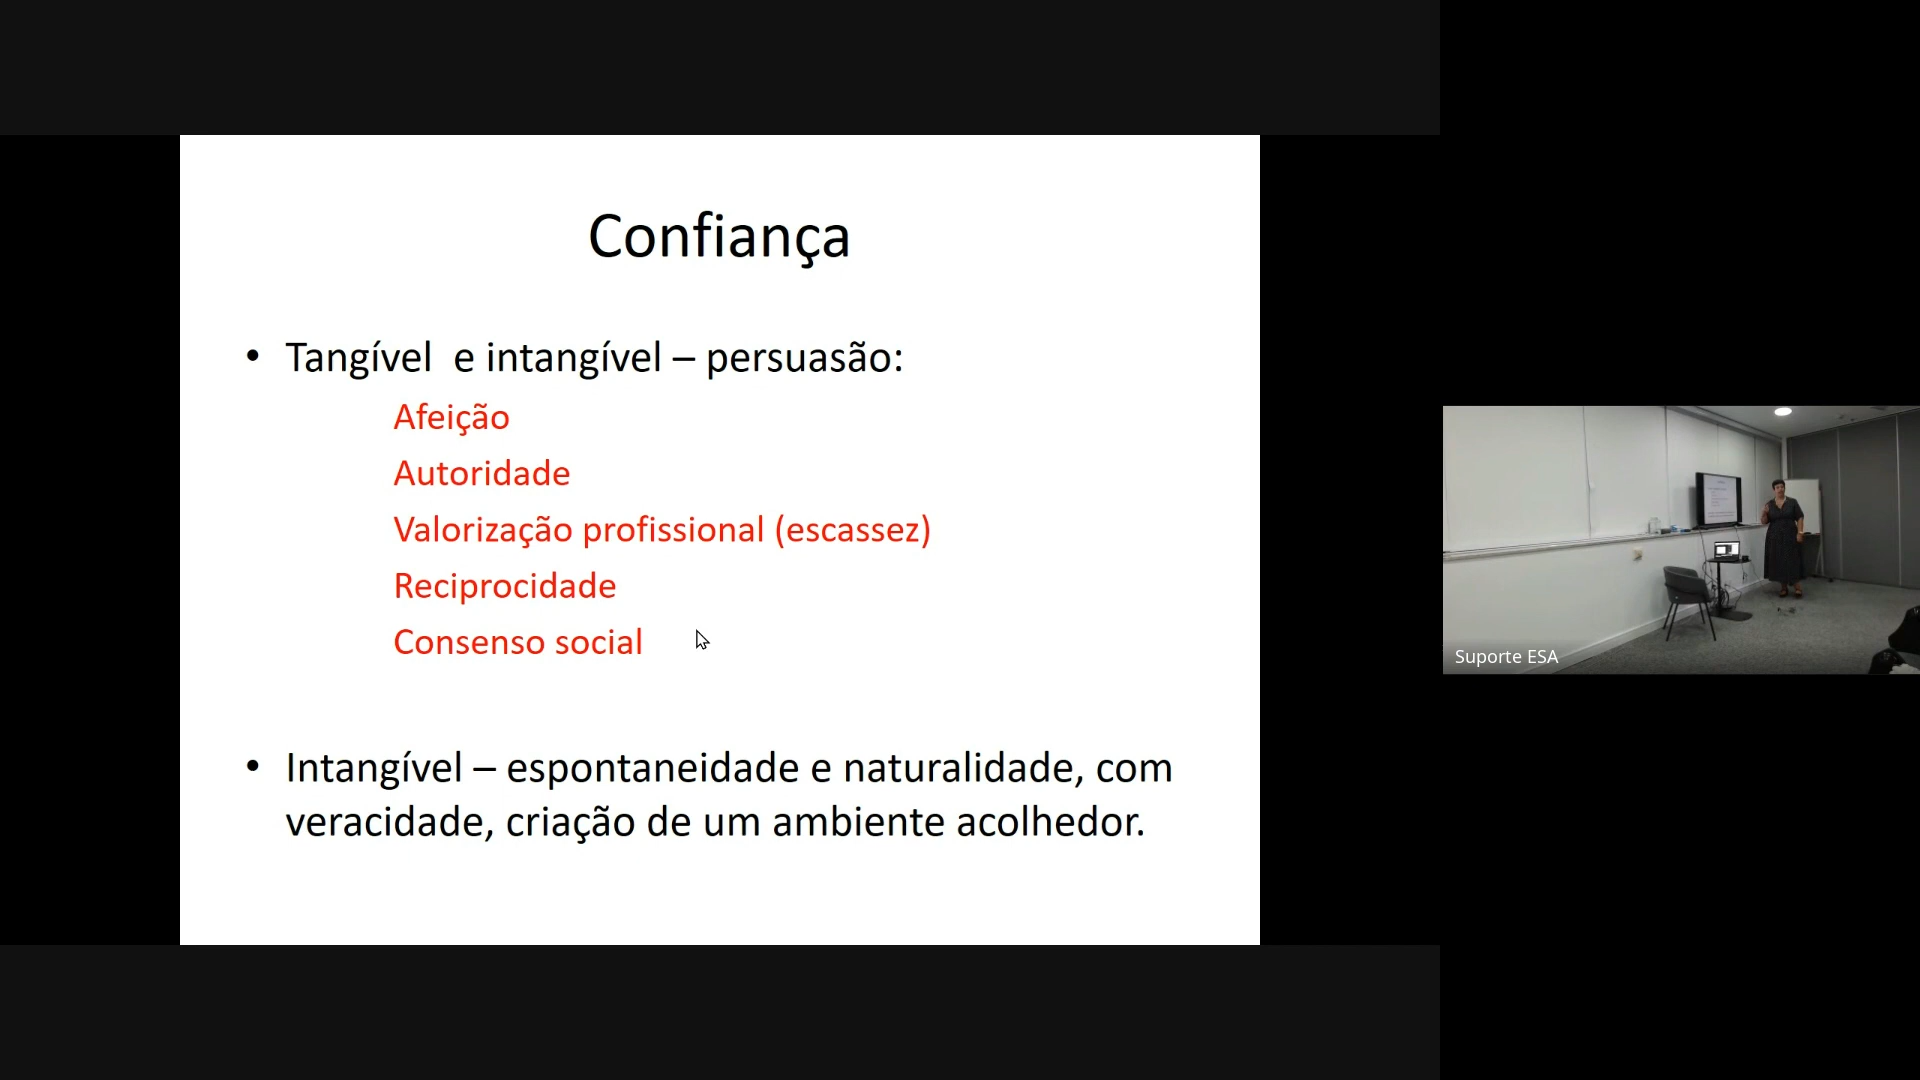 Confiança
• Tangível  e intangível – persuasão:
Afeição
Autoridade
Valorização profissional (escassez)
Reciprocidade
Consenso social
• Intangível – espontaneidade e naturalidade, com
veracidade, criação de um ambiente acolhedor.
Suporte ESA